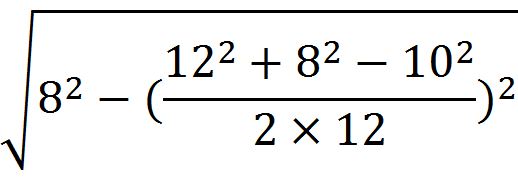 √(8² − ((12² + 8² − 10²)/(2 × 12))²)